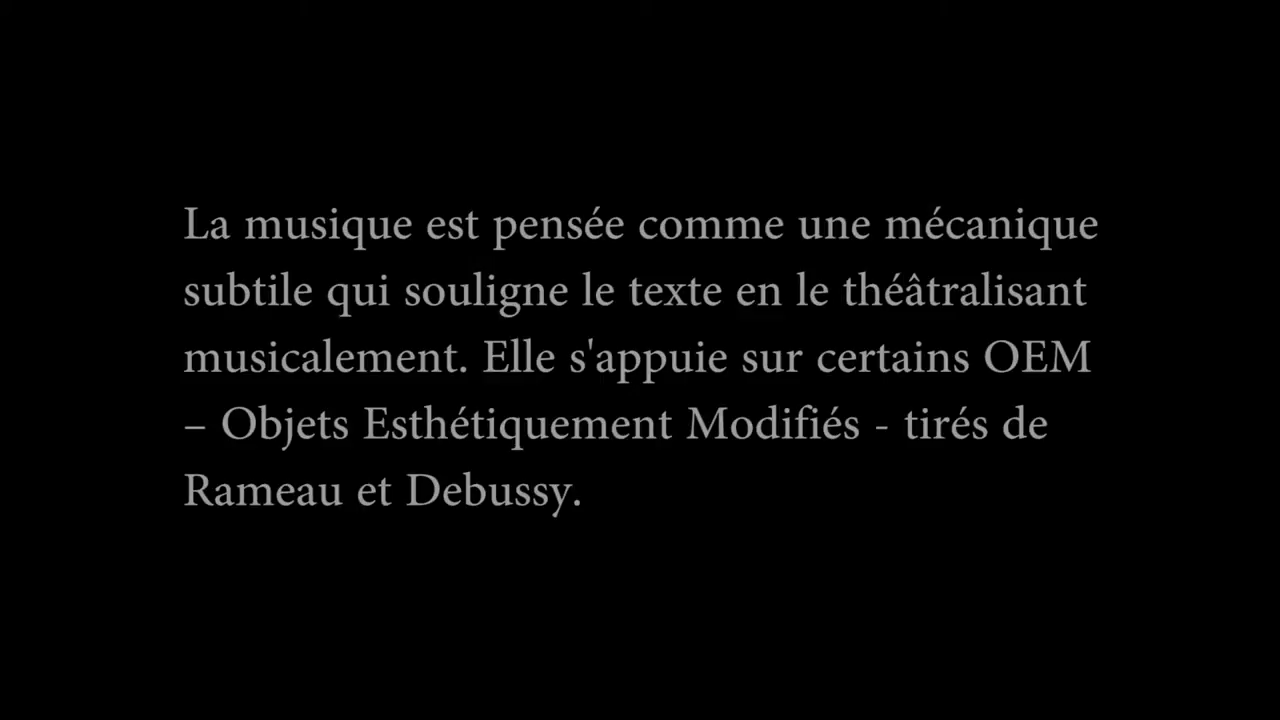 La musique est pensée comme une mécanique
subtile qui souligne le texte en le théâtralisant
musicalement. Elle s'appuie sur certains OEM
– Objets Esthétiquement Modifiés - tirés de
Rameau et Debussy.